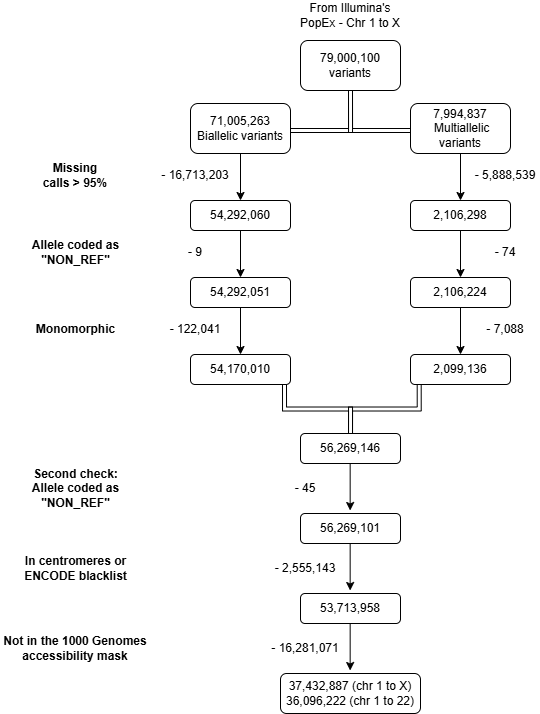 From Illumina's
PopEx - Chr 1 to X
79,000,100
variants
71,005,263
Biallelic variants
7,994,837
Multiallelic
variants
Missing
calls > 95%
- 16,713,203
- 5,888,539
54,292,060
2,106,298
Allele coded as
"NON_REF"
- 9
- 74
54,292,051
2,106,224
Monomorphic
- 122,041
- 7,088
54,170,010
2,099,136
56,269,146
Second check:
Allele coded as
"NON_REF"
- 45
56,269,101
In centromeres or
ENCODE blacklist
- 2,555,143
53,713,958
Not in the 1000 Genomes
accessibility mask
- 16,281,071
37,432,887 (chr 1 to X)
36,096,222 (chr 1 to 22)